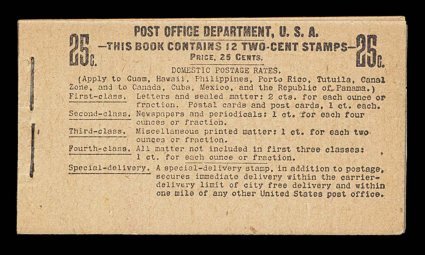 POST OFFICE DEPARTMENT, U. S. A.
25c. —THIS BOOK CONTAINS 12 TWO-CENT STAMPS— 25c.
PRICE, 25 CENTS.
DOMESTIC POSTAGE RATES.
(Apply to Guam, Hawaii, Philippines, Porto Rico, Tutuila, Canal
Zone, and to Canada, Cuba, Mexico, and the Republic of Panama.)
First-class. Letters and sealed matter: 2 cts. for each ounce or
fraction. Postal cards and post cards, 1 ct. each.
Second-class. Newspapers and periodicals: 1 ct. for each four
ounces or fraction.
Third-class. Miscellaneous printed matter: 1 ct. for each two
ounces or fraction.
Fourth-class. All matter not included in first three classes:
1 ct. for each ounce or fraction.
Special-delivery. A special-delivery stamp, in addition to postage,
secures immediate delivery within the carrier-
delivery limit of city free delivery and within
one mile of any other United States post office.